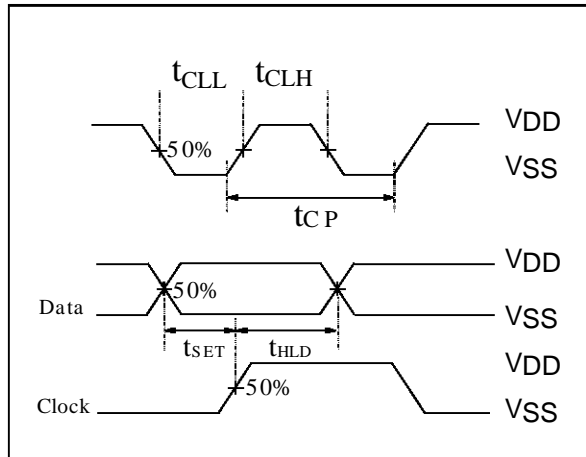 tCLL tCLH
VDD
50%
VSS
tCP
VDD
50%
Data
VSS
tSET tHLD
VDD
50%
Clock
VSS